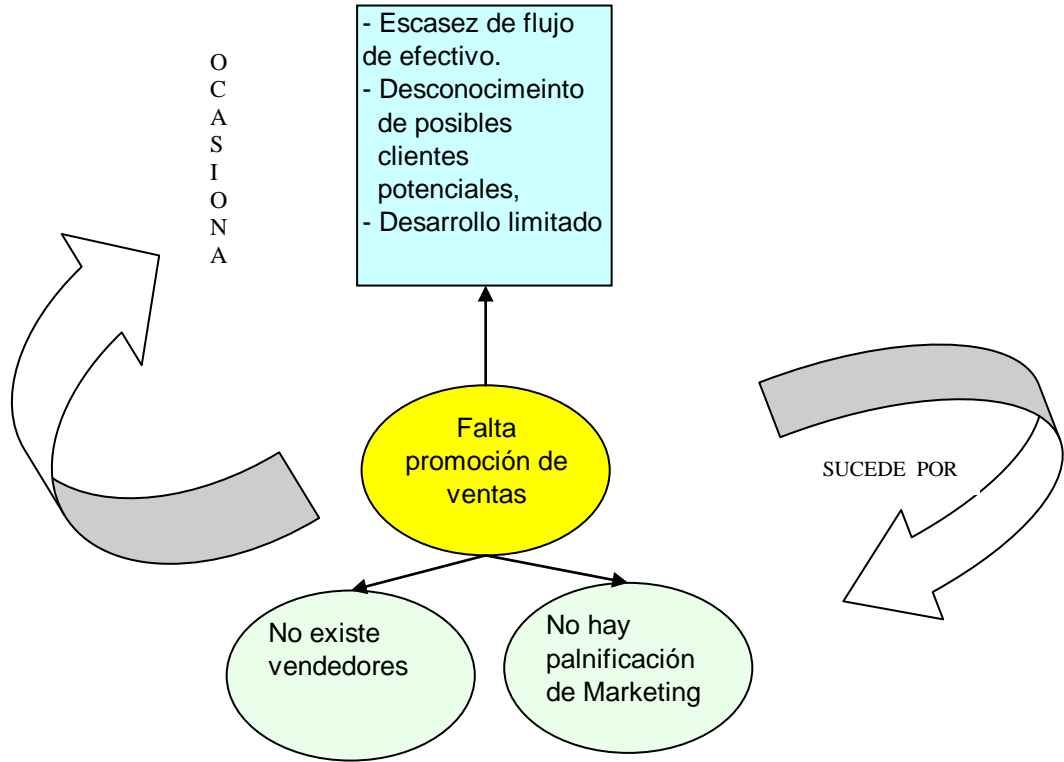 O
C
A
S
I
O
N
A
- Escasez de flujo
de efectivo.
- Desconocimeinto
de posibles
clientes
potenciales,
- Desarrollo limitado
Falta
promoción de
ventas
SUCEDE POR
No existe
vendedores
No hay
palnificación
de Marketing